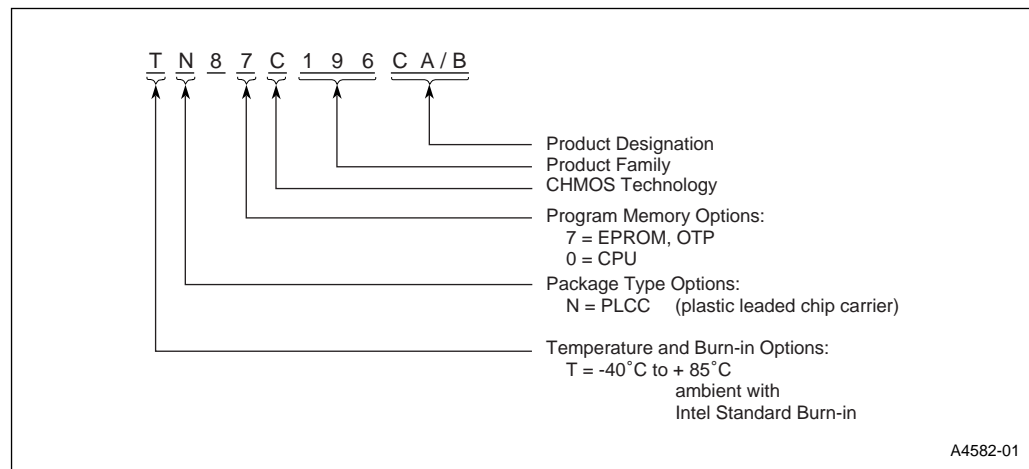 T N 8 7 C 1 9 6 C A / B
Product Designation
Product Family
CHMOS Technology
Program Memory Options:
7 = EPROM, OTP
0 = CPU
Package Type Options:
N = PLCC (plastic leaded chip carrier)
Temperature and Burn-in Options:
T = -40˚C to + 85˚C
ambient with
Intel Standard Burn-in
A4582-01